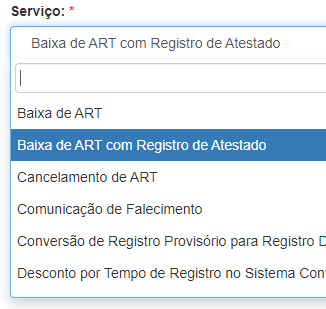 Serviço: *
Baixa de ART com Registro de Atestado
Baixa de ART
Baixa de ART com Registro de Atestado
Cancelamento de ART
Comunicação de Falecimento
Conversão de Registro Provisório para Registro D
Desconto por Tempo de Registro no Sistema Con